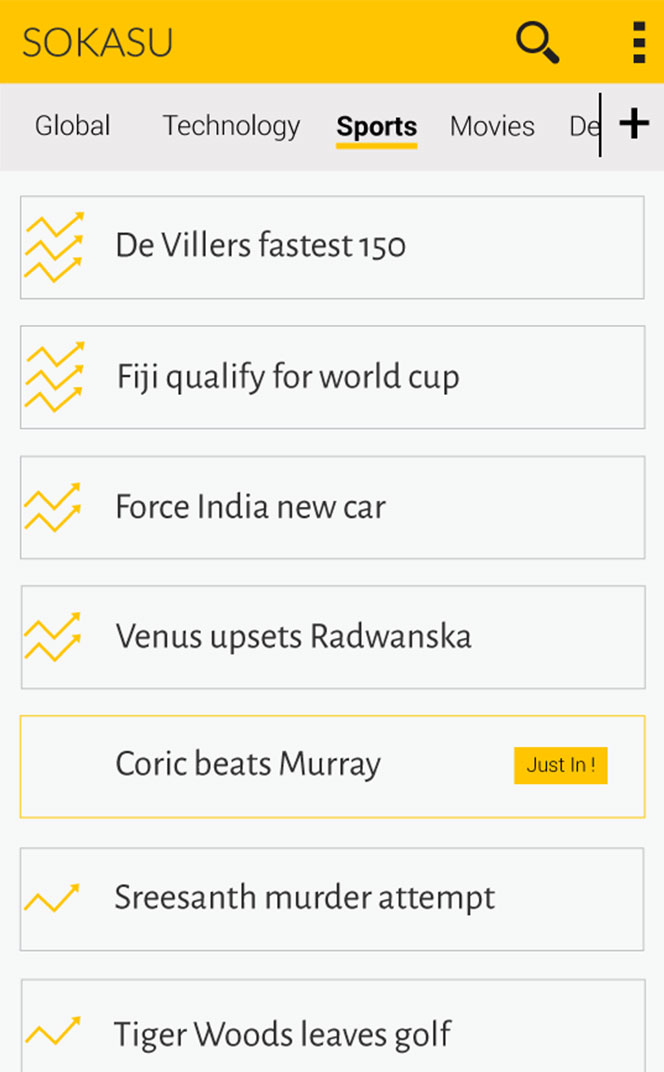 SOKASU
Global Technology Sports Movies De
De Villers fastest 150
Fiji qualify for world cup
Force India new car
Venus upsets Radwanska
Coric beats Murray Just In !
Sreesanth murder attempt
Tiger Woods leaves golf